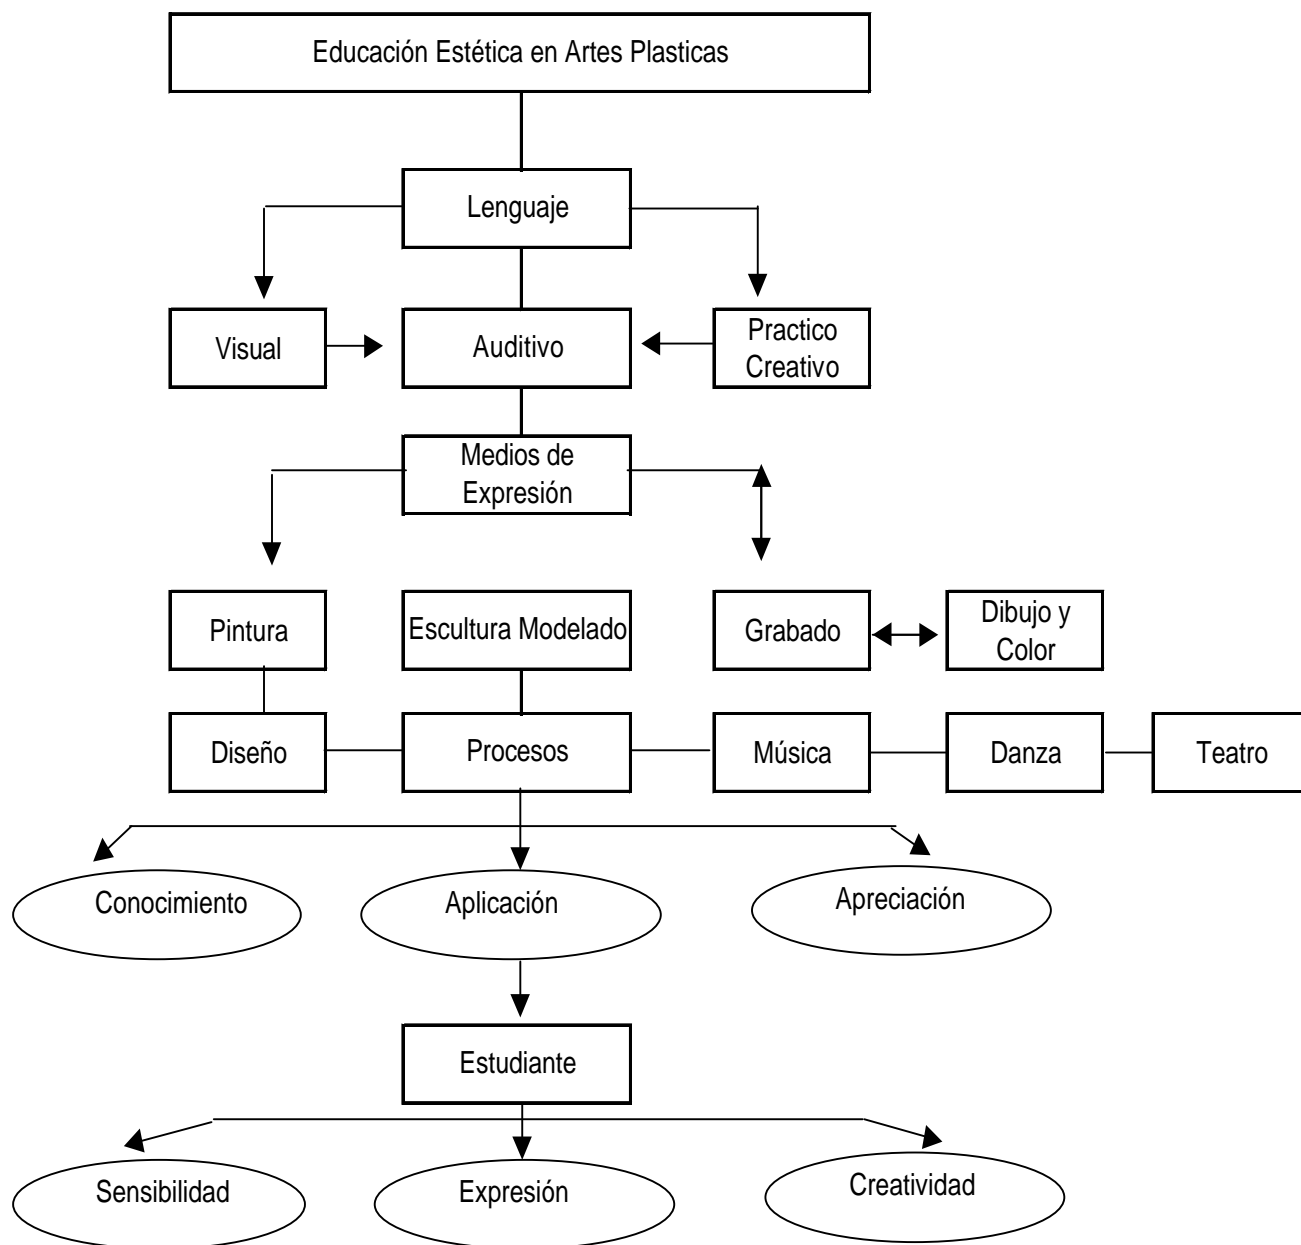 Educación Estética en Artes Plasticas
Lenguaje
Visual
Auditivo
Practico
Creativo
Medios de
Expresión
Pintura
Escultura Modelado
Grabado
Dibujo y
Color
Diseño
Procesos
Música
Danza
Teatro
Conocimiento
Aplicación
Apreciación
Estudiante
Sensibilidad
Expresión
Creatividad